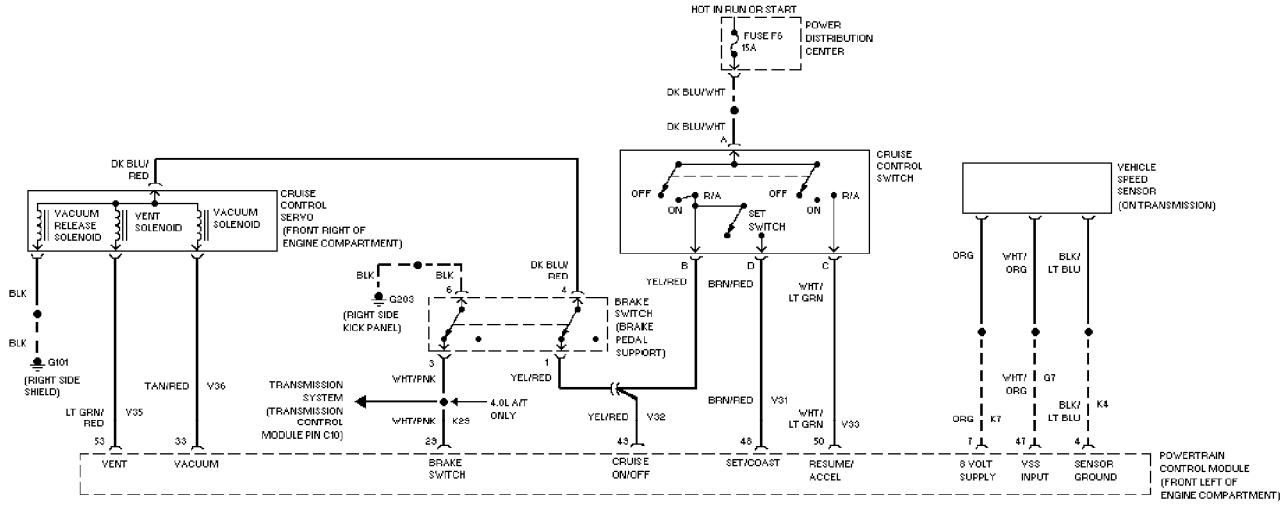 HOT IN RUN OR START
FUSE F6
15A
POWER
DISTRIBUTION
CENTER
DK BLU/WHT
DK BLU/WHT
A
CRUISE
CONTROL
SWITCH
OFF
ON
R/A
OFF
ON
R/A
SET
SWITCH
B
D
C
YEL/RED
BRN/RED
WHT/
LT GRN
VEHICLE
SPEED
SENSOR
(ON TRANSMISSION)
ORG
WHT/
ORG
BLK/
LT BLU
DK BLU/
RED
VACUUM
RELEASE
SOLENOID
VENT
SOLENOID
VACUUM
SOLENOID
CRUISE
CONTROL
SERVO
(FRONT RIGHT OF
ENGINE COMPARTMENT)
BLK
BLK
G101
(RIGHT SIDE
SHIELD)
BLK
BLK
G203
(RIGHT SIDE
KICK PANEL)
DK BLU/
RED
6
4
BRAKE
SWITCH
(BRAKE
PEDAL
SUPPORT)
3
1
WHT/PNK
YEL/RED
TRANSMISSION
SYSTEM
(TRANSMISSION
CONTROL
MODULE PIN C10)
4.0L A/T
ONLY
LT GRN/
RED
V35
TAN/RED
V36
WHT/PNK
K29
YEL/RED
V32
BRN/RED
V31
WHT/
LT GRN
V33
ORG
K7
WHT/
ORG
G7
BLK/
LT BLU
K4
53
33
29
49
48
50
7
47
4
VENT
VACUUM
BRAKE
SWITCH
CRUISE
ON/OFF
SET/COAST
RESUME/
ACCEL
8 VOLT
SUPPLY
VSS
INPUT
SENSOR
GROUND
POWERTRAIN
CONTROL MODULE
(FRONT LEFT OF
ENGINE COMPARTMENT)